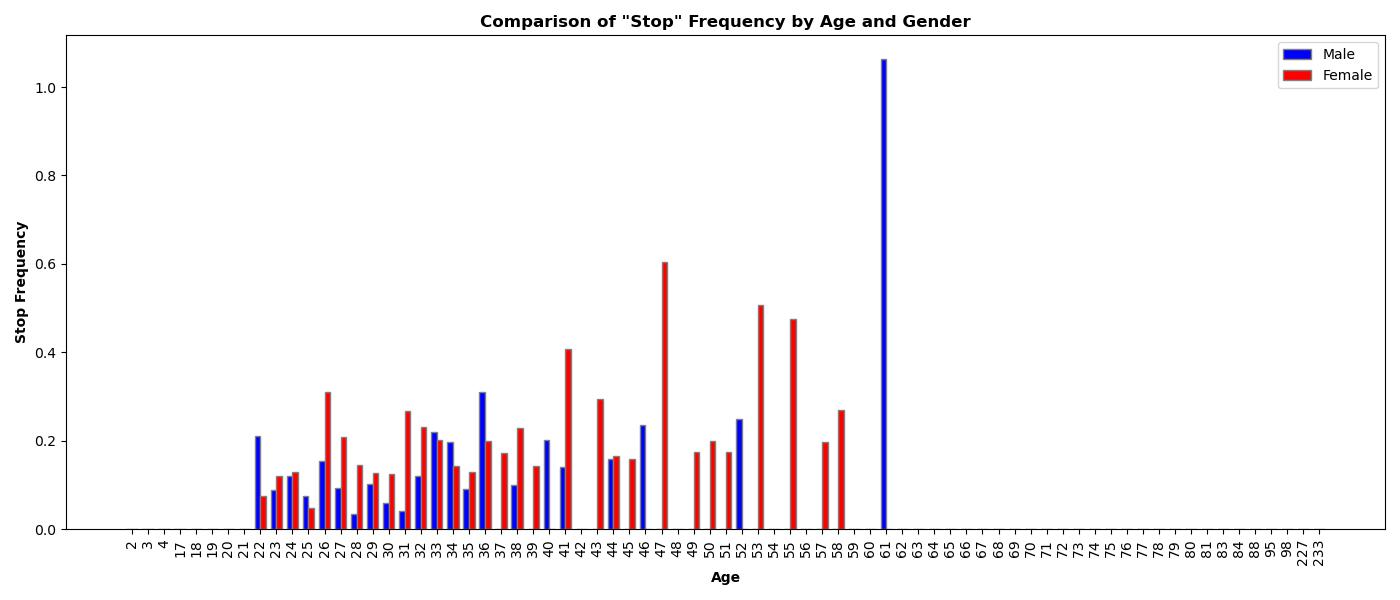 Comparison of "Stop" Frequency by Age and Gender
Male
Female
Stop Frequency
1.0
0.8
0.6
0.4
0.2
0.0
2 3 4 17 18 19 20 21 22 23 24 25 26 27 28 29 30 31 32 33 34 35 36 37 38 39 40 41 42 43 44 45 46 47 48 49 50 51 52 53 54 55 56 57 58 59 60 61 62 63 64 65 66 67 68 69 70 71 72 73 74 75 76 77 78 79 80 81 83 84 88 95 98 227 233
Age